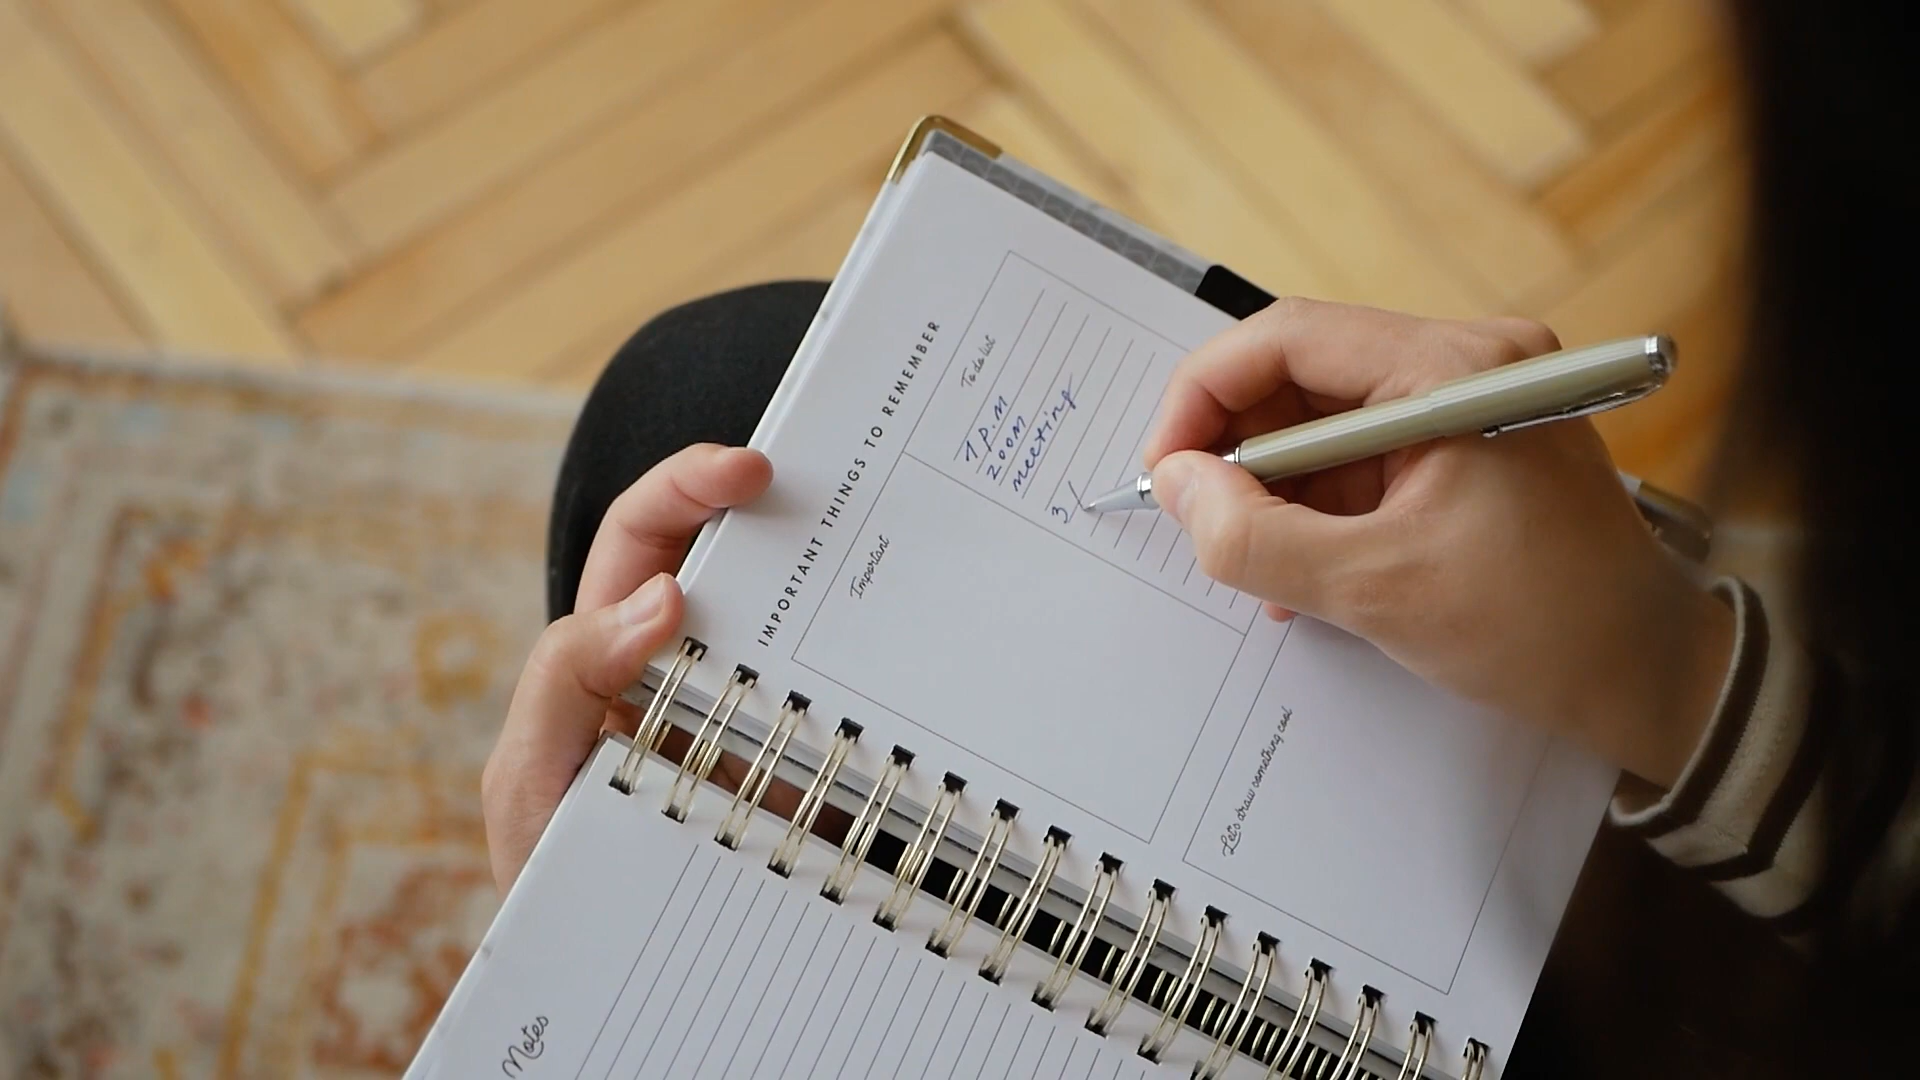 IMPORTANT THINGS TO REMEMBER
To do list
1 P.M
ZOOM
meeting
3
Important
Let's draw something cool
Notes